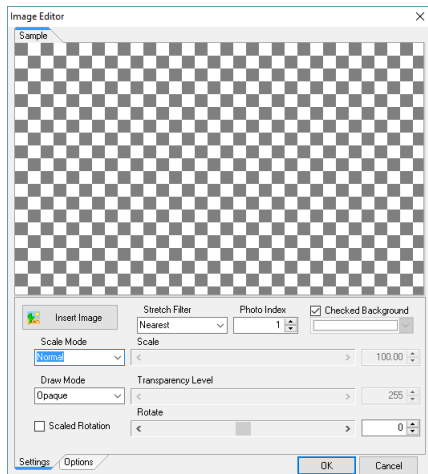 Image Editor
Sample
Insert Image
Stretch Filter
Nearest
Photo Index
1
Checked Background
Scale Mode
Normal
Scale
100.00
Draw Mode
Opaque
Transparency Level
255
Scaled Rotation
Rotate
0
Settings
Options
OK
Cancel